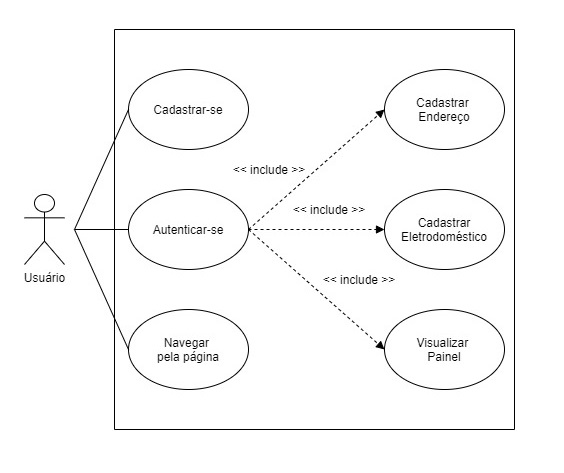 Cadastrar-se
Cadastrar
Endereço
<< include >>
<< include >>
Autenticar-se
Cadastrar
Eletrodoméstico
Usuário
<< include >>
Navegar
pela página
Visualizar
Painel